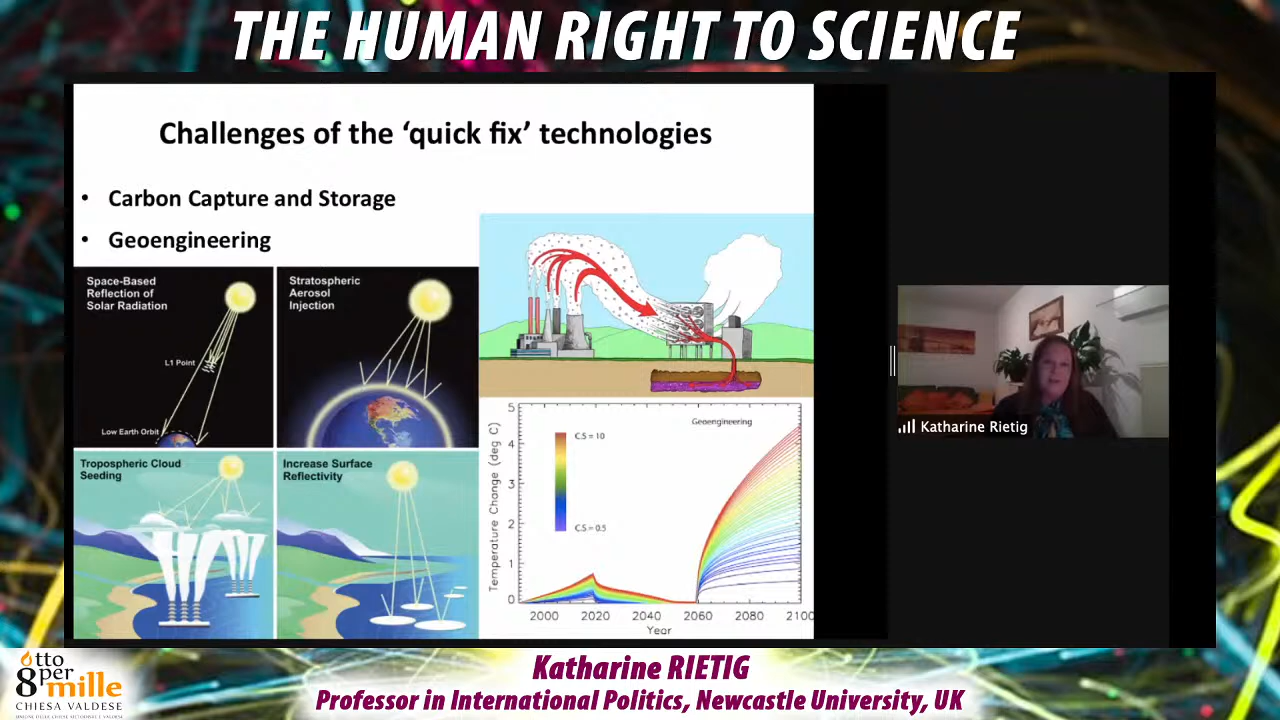 THE HUMAN RIGHT TO SCIENCE
Challenges of the ‘quick fix’ technologies
• Carbon Capture and Storage
• Geoengineering
Space-Based
Reflection of
Solar Radiation
L1 Point
Low Earth Orbit
Stratospheric
Aerosol
Injection
Tropospheric Cloud
Seeding
Increase Surface
Reflectivity
Geoengineering
C.S = 10
C.S = 0.5
Temperature Change (deg C)
5
4
3
2
1
0
2000 2020 2040 2060 2080 2100
Year
Katharine Rietig
8
otto
per
mille
CHIESA VALDESE
Katharine RIETIG
Professor in International Politics, Newcastle University, UK